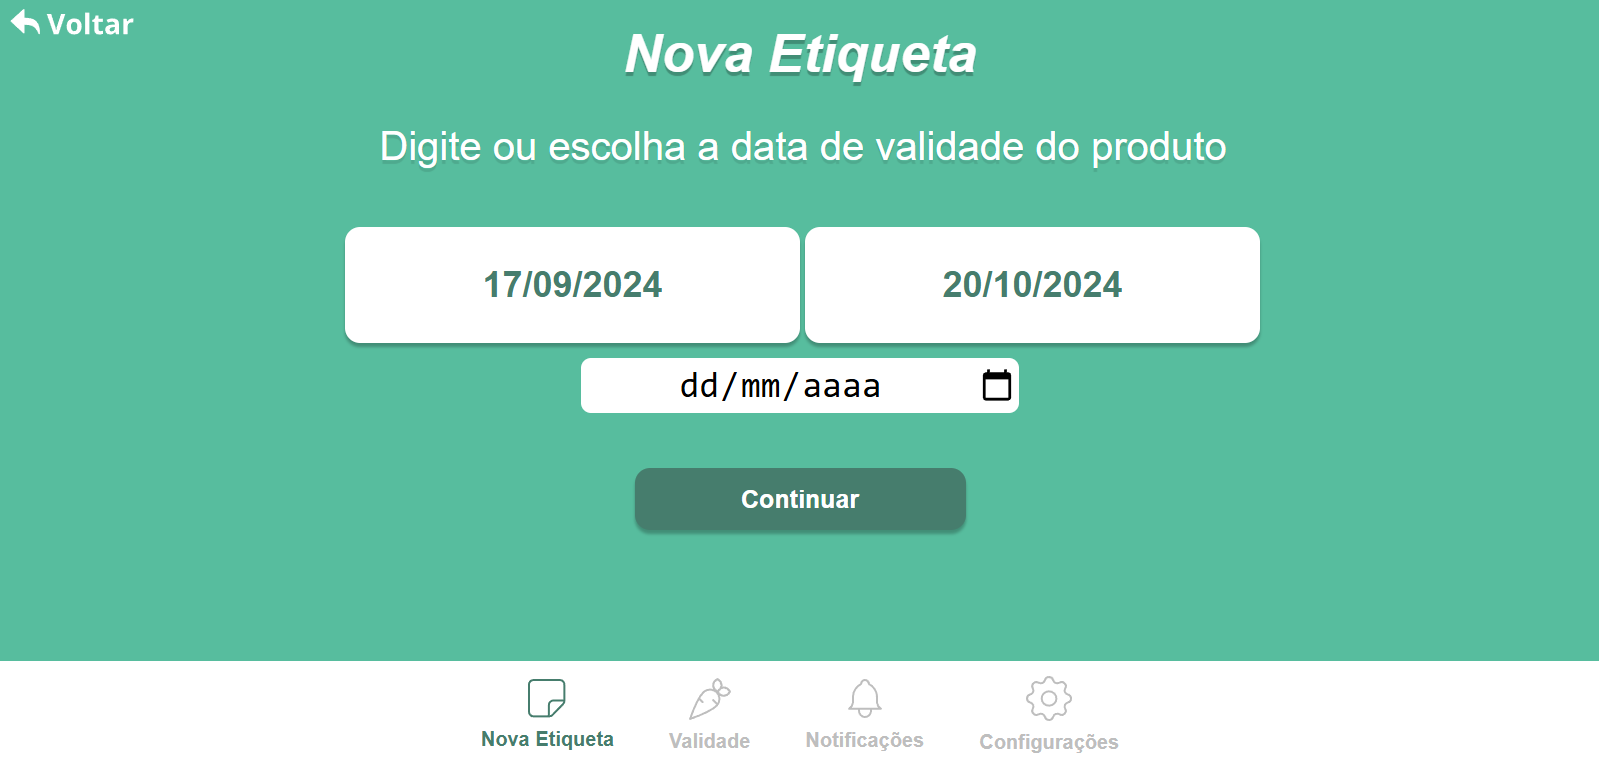 Voltar
Nova Etiqueta
Digite ou escolha a data de validade do produto
17/09/2024
20/10/2024
dd/mm/aaaa
Continuar
Nova Etiqueta
Validade
Notificações
Configurações